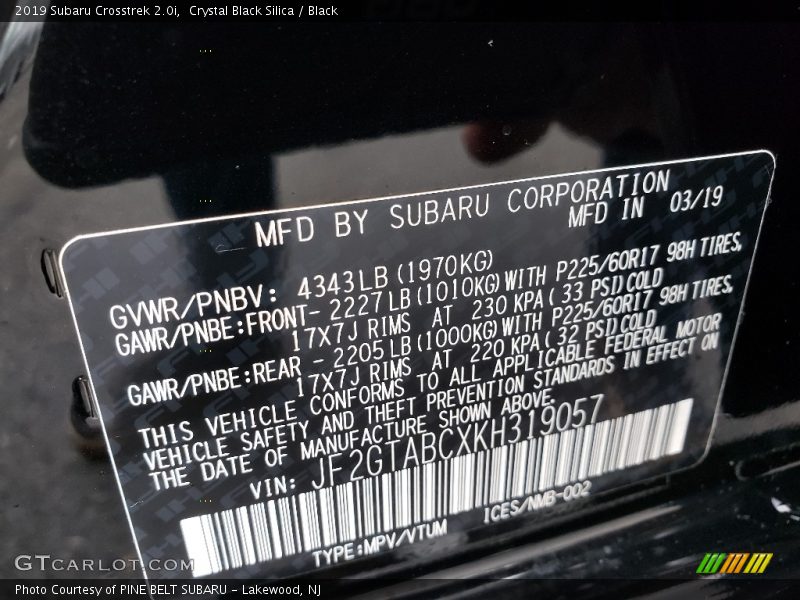 2019 Subaru Crosstrek 2.0i,  Crystal Black Silica / Black
MFD BY SUBARU CORPORATION
MFD IN 03/19
GVWR/PNBV: 4343LB (1970KG)
GAWR/PNBE:FRONT- 2227LB(1010KG)WITH P225/60R17 98H TIRES,
17X7J RIMS AT 230 KPA( 33 PSI)COLD
GAWR/PNBE:REAR - 2205LB(1000KG)WITH P225/60R17 98H TIRES,
17X7J RIMS AT 220 KPA( 32 PSI)COLD
THIS VEHICLE CONFORMS TO ALL APPLICABLE FEDERAL MOTOR
VEHICLE SAFETY AND THEFT PREVENTION STANDARDS IN EFFECT ON
THE DATE OF MANUFACTURE SHOWN ABOVE.
VIN: JF2GTABCXKH319057
TYPE:MPV/VTUM ICES/NMB-002
GTCARLOT.COM
Photo Courtesy of PINE BELT SUBARU - Lakewood, NJ